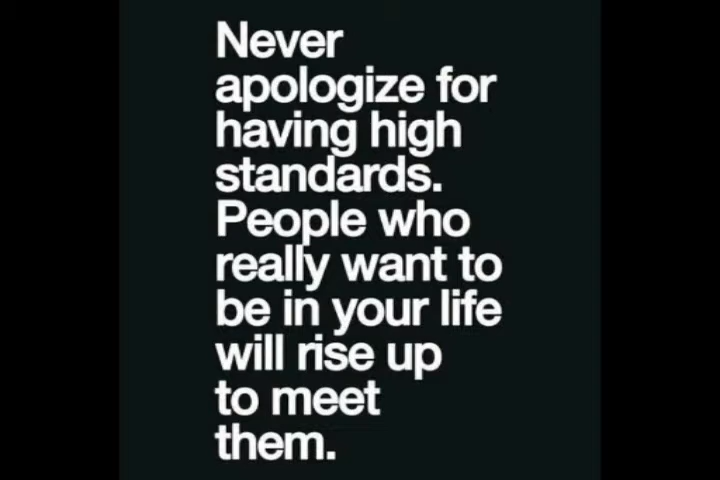 Never
apologize for
having high
standards.
People who
really want to
be in your life
will rise up
to meet
them.